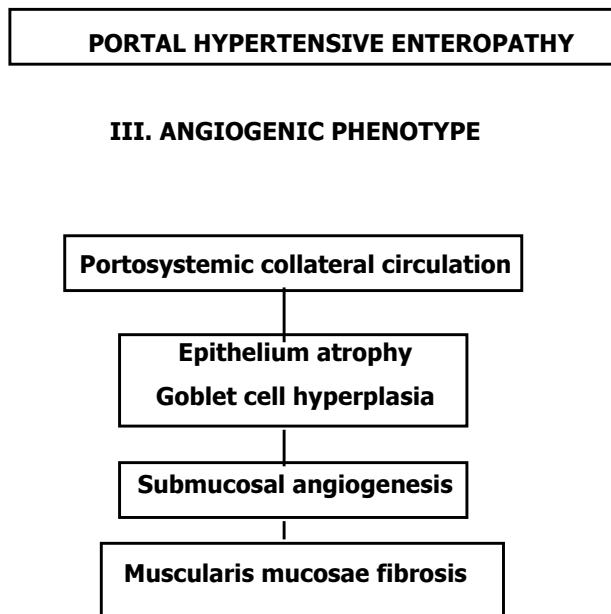 PORTAL HYPERTENSIVE ENTEROPATHY
III. ANGIOGENIC PHENOTYPE
Portosystemic collateral circulation
Epithelium atrophy
Goblet cell hyperplasia
Submucosal angiogenesis
Muscularis mucosae fibrosis